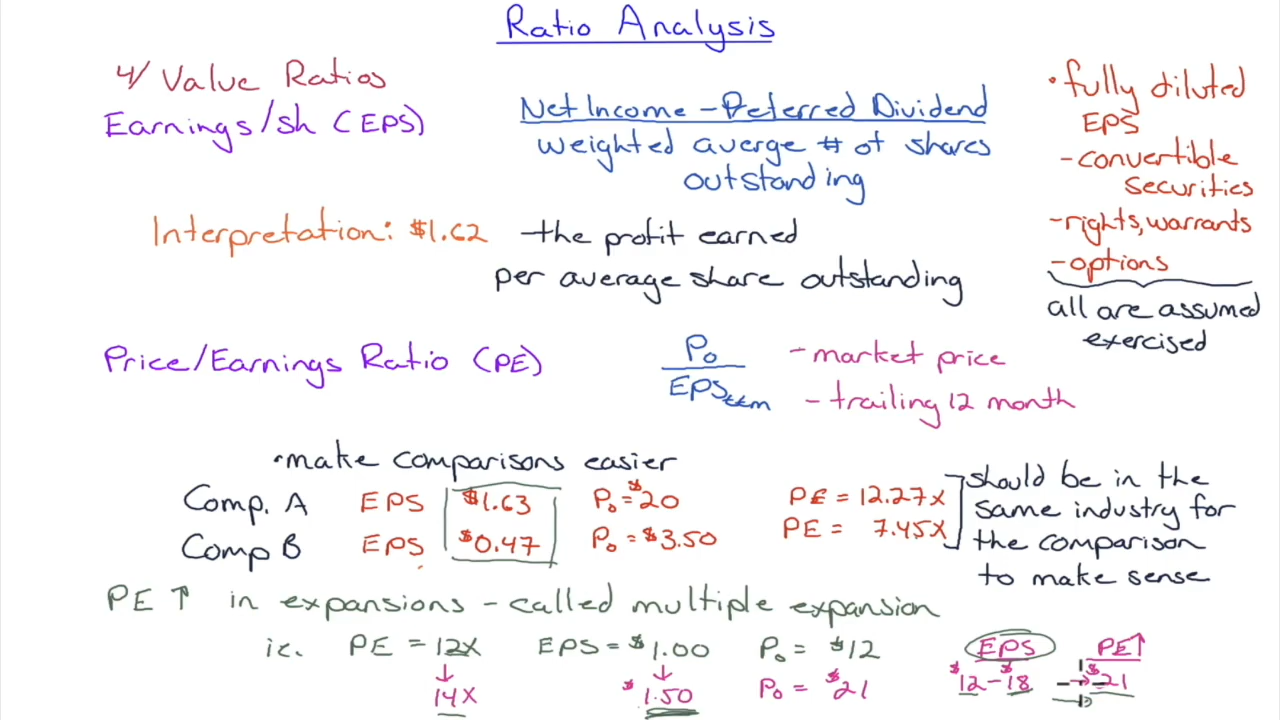 Ratio Analysis
4/ Value Ratios
Earnings/sh (EPS)
Net Income - Preferred Dividend
weighted averge # of shares
outstanding
• fully diluted
EPS
- convertible
securities
- rights, warrants
- options
all are assumed
exercised
Interpretation: $1.62 - the profit earned
per average share outstanding
Price/Earnings Ratio (PE)
P₀ - market price
EPS ttm - trailing 12 month
• make comparisons easier
Comp. A EPS $1.63 P₀ = $20 PE = 12.27X
Comp B EPS $0.47 P₀ = $3.50 PE = 7.45X
should be in the
same industry for
the comparison
to make sense
PE ↑ in expansions - called multiple expansion
ie. PE = 12X EPS = $1.00 P₀ = $12 EPS PE↑
14X $1.50 P₀ = $21 $12 - $18 → $21